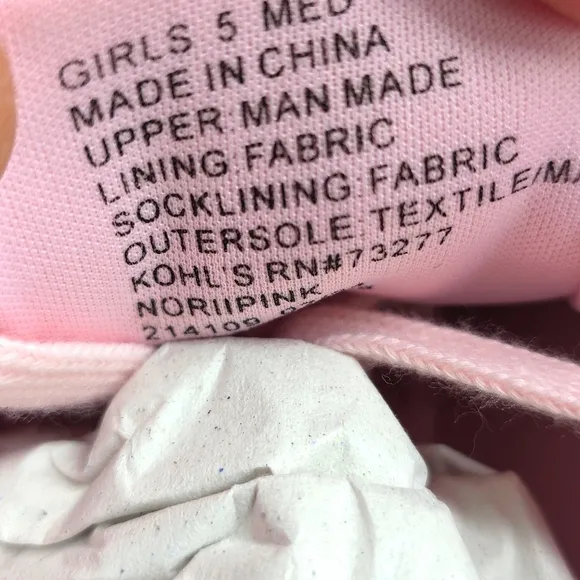 GIRLS 5 MED
MADE IN CHINA
UPPER MAN MADE
LINING FABRIC
SOCKLINING FABRIC
OUTERSOLE TEXTILE/MA
KOHL'S RN#73277
NORIIPINK
214109